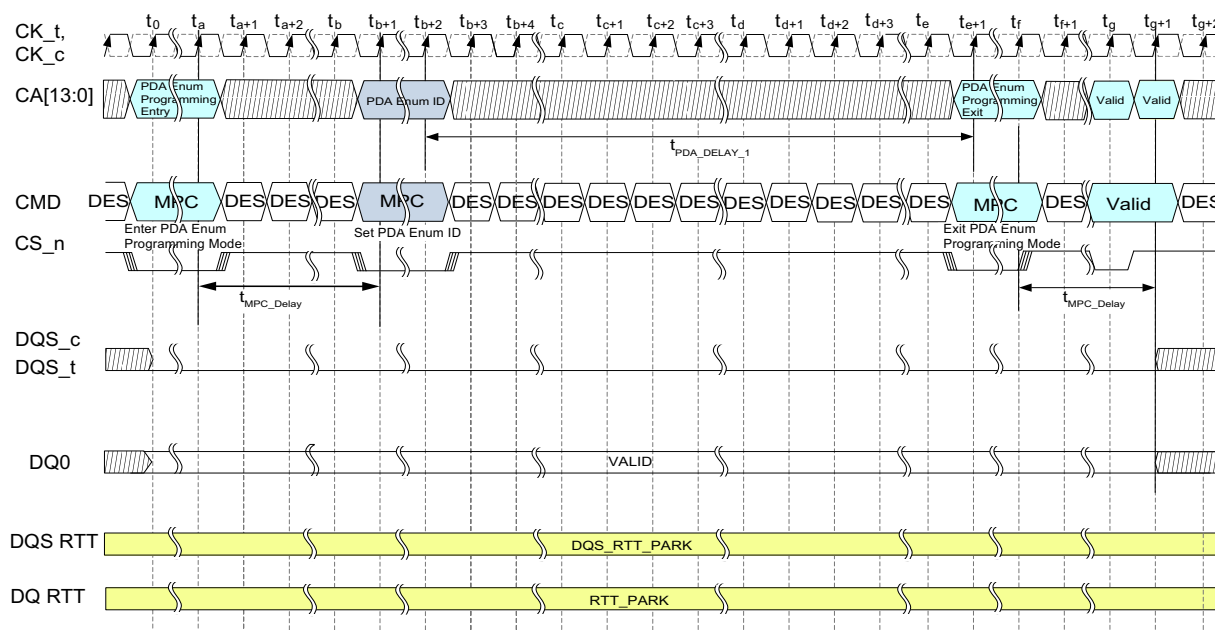 t0 ta ta+1 ta+2 tb tb+1 tb+2 tb+3 tb+4 tc tc+1 tc+2 tc+3 td td+1 td+2 td+3 te te+1 tf tf+1 tg tg+1 tg+2
CK_t,
CK_c
CA[13:0]
PDA Enum
Programming
Entry
PDA Enum ID
PDA Enum
Programming
Exit
Valid Valid
tPDA_DELAY_1
CMD
DES MPC DES DES DES MPC DES DES DES DES DES DES DES DES DES DES DES MPC DES Valid DES
Enter PDA Enum
Programming Mode
Set PDA Enum ID
Exit PDA Enum
Programming Mode
CS_n
tMPC_Delay
tMPC_Delay
DQS_c
DQS_t
DQ0
VALID
DQS RTT
DQS_RTT_PARK
DQ RTT
RTT_PARK